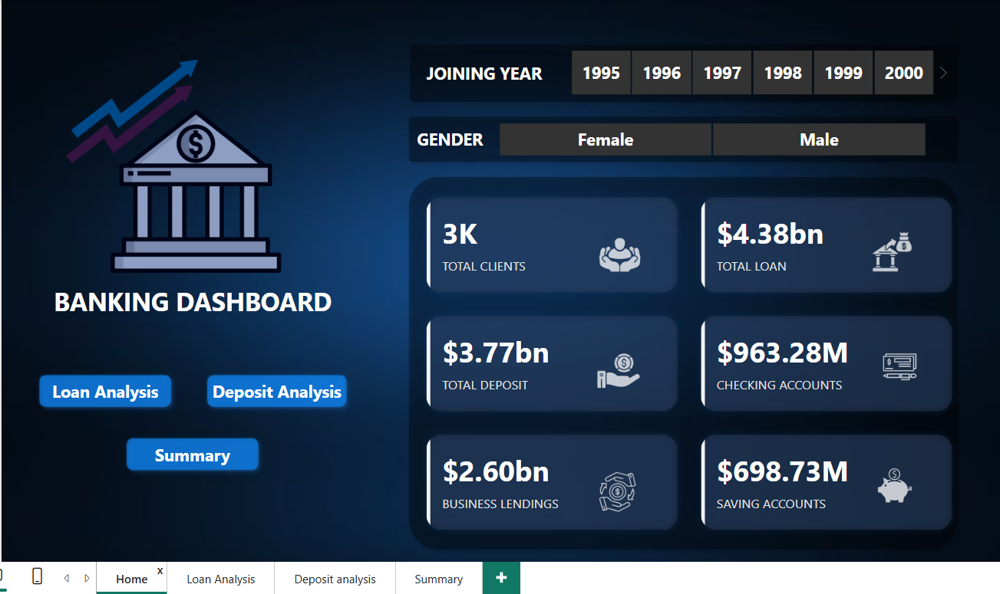 JOINING YEAR 1995 1996 1997 1998 1999 2000
GENDER Female Male
$
BANKING DASHBOARD
Loan Analysis Deposit Analysis
Summary
3K
TOTAL CLIENTS
$4.38bn
TOTAL LOAN
$
$3.77bn
TOTAL DEPOSIT
$
$963.28M
CHECKING ACCOUNTS
$
$2.60bn
BUSINESS LENDINGS
$
$698.73M
SAVING ACCOUNTS
$
Home x Loan Analysis Deposit analysis Summary +